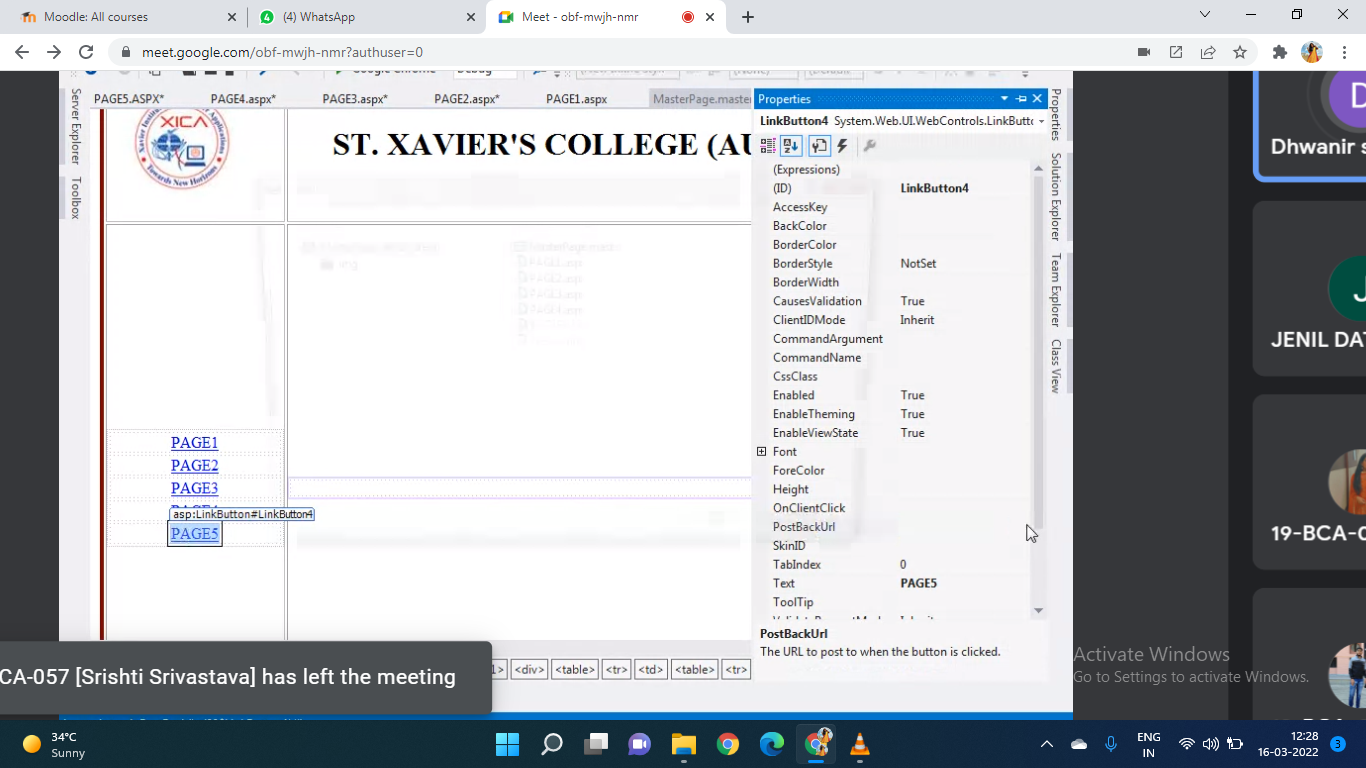 Moodle: All courses
(4) WhatsApp
Meet - obf-mwjh-nmr
meet.google.com/obf-mwjh-nmr?authuser=0
Google Chrome
Debug
PAGE5.ASPX*
PAGE4.aspx*
PAGE3.aspx*
PAGE2.aspx*
PAGE1.aspx
MasterPage.master
Server Explorer
Toolbox
XICA
Towards New Horizons
ST. XAVIER'S COLLEGE (AU
PAGE1
PAGE2
PAGE3
asp:LinkButton#LinkButton4
PAGE5
Properties
LinkButton4 System.Web.UI.WebControls.LinkButto
(Expressions)
(ID) LinkButton4
AccessKey
BackColor
BorderColor
BorderStyle NotSet
BorderWidth
CausesValidation True
ClientIDMode Inherit
CommandArgument
CommandName
CssClass
Enabled True
EnableTheming True
EnableViewState True
Font
ForeColor
Height
OnClientClick
PostBackUrl
SkinID
TabIndex 0
Text PAGE5
ToolTip
PostBackUrl
The URL to post to when the button is clicked.
Properties
Solution Explorer
Team Explorer
Class View
<div> <table> <tr> <td> <table> <tr>
CA-057 [Srishti Srivastava] has left the meeting
D
Dhwanir s
J
JENIL DA
19-BCA-0
Activate Windows
Go to Settings to activate Windows.
34°C
Sunny
ENG
IN
12:28
16-03-2022
3